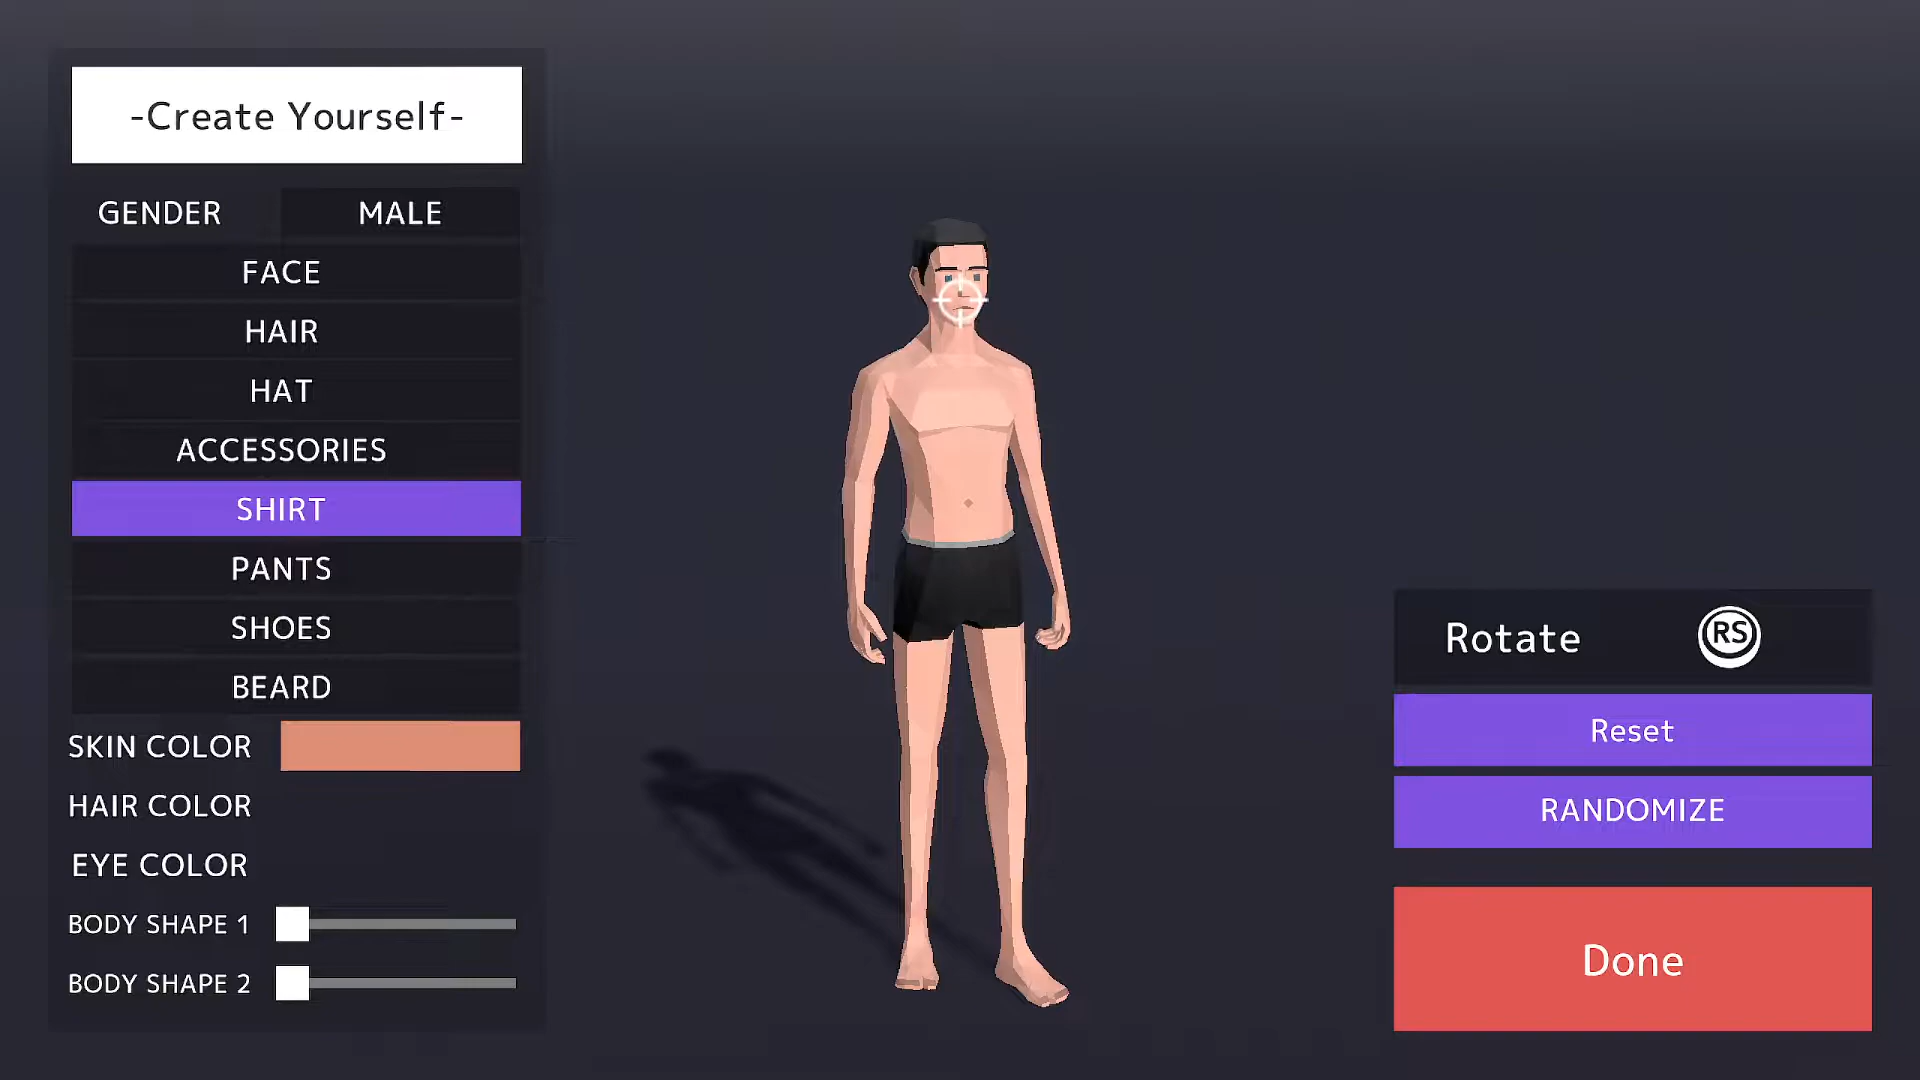 -Create Yourself-
GENDER MALE
FACE
HAIR
HAT
ACCESSORIES
SHIRT
PANTS
SHOES
BEARD
SKIN COLOR
HAIR COLOR
EYE COLOR
BODY SHAPE 1
BODY SHAPE 2
Rotate RS
Reset
RANDOMIZE
Done